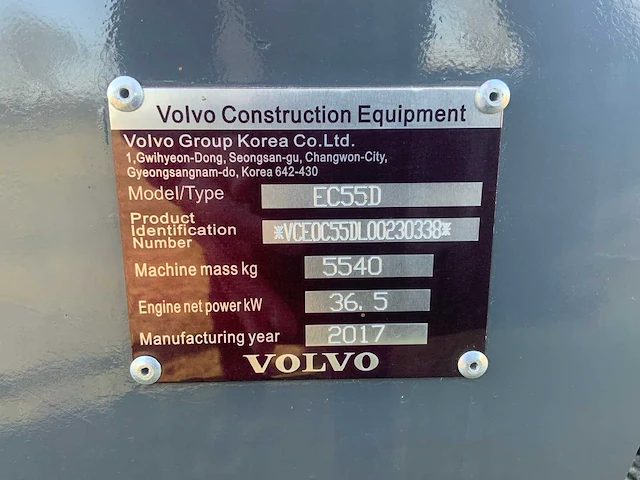 Volvo Construction Equipment
Volvo Group Korea Co.Ltd.
1,Gwihyeon-Dong, Seongsan-gu, Changwon-City,
Gyeongsangnam-do, Korea 642-430
Model/Type EC55D
Product Identification Number *VCE0C55DL00230338*
Machine mass kg 5540
Engine net power kW 36.5
Manufacturing year 2017
VOLVO